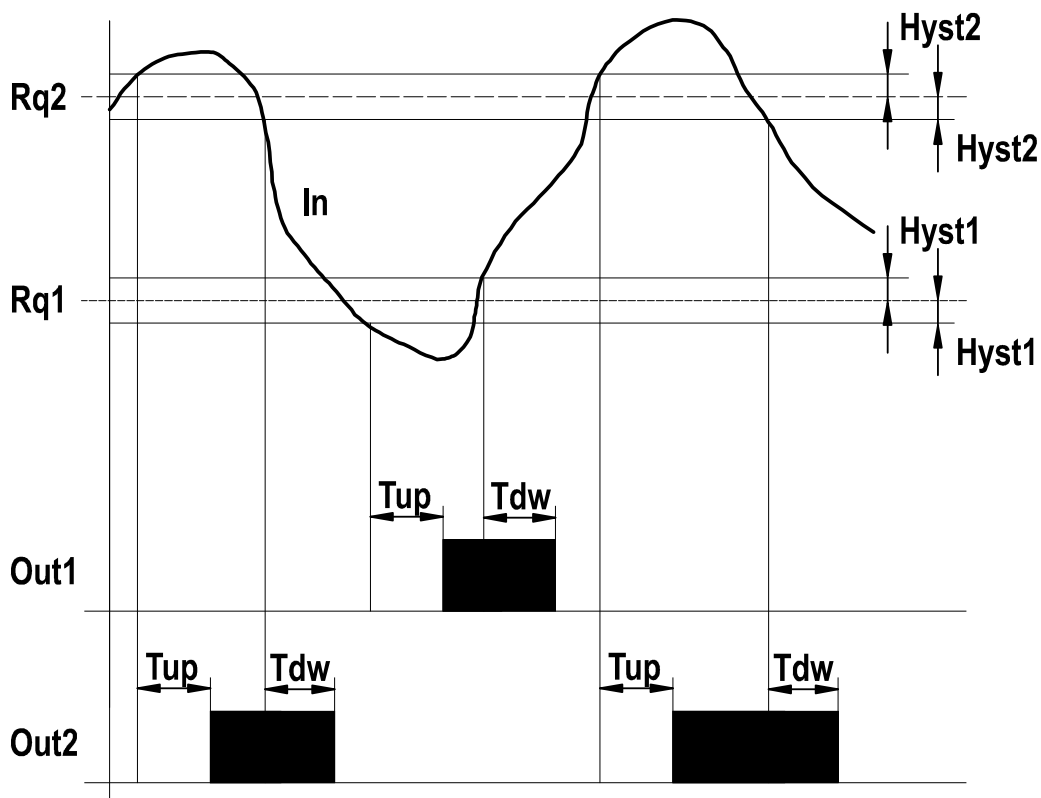 Hyst2
Rq2
Hyst2
In
Hyst1
Rq1
Hyst1
Tup Tdw
Out1
Tup Tdw Tup Tdw
Out2